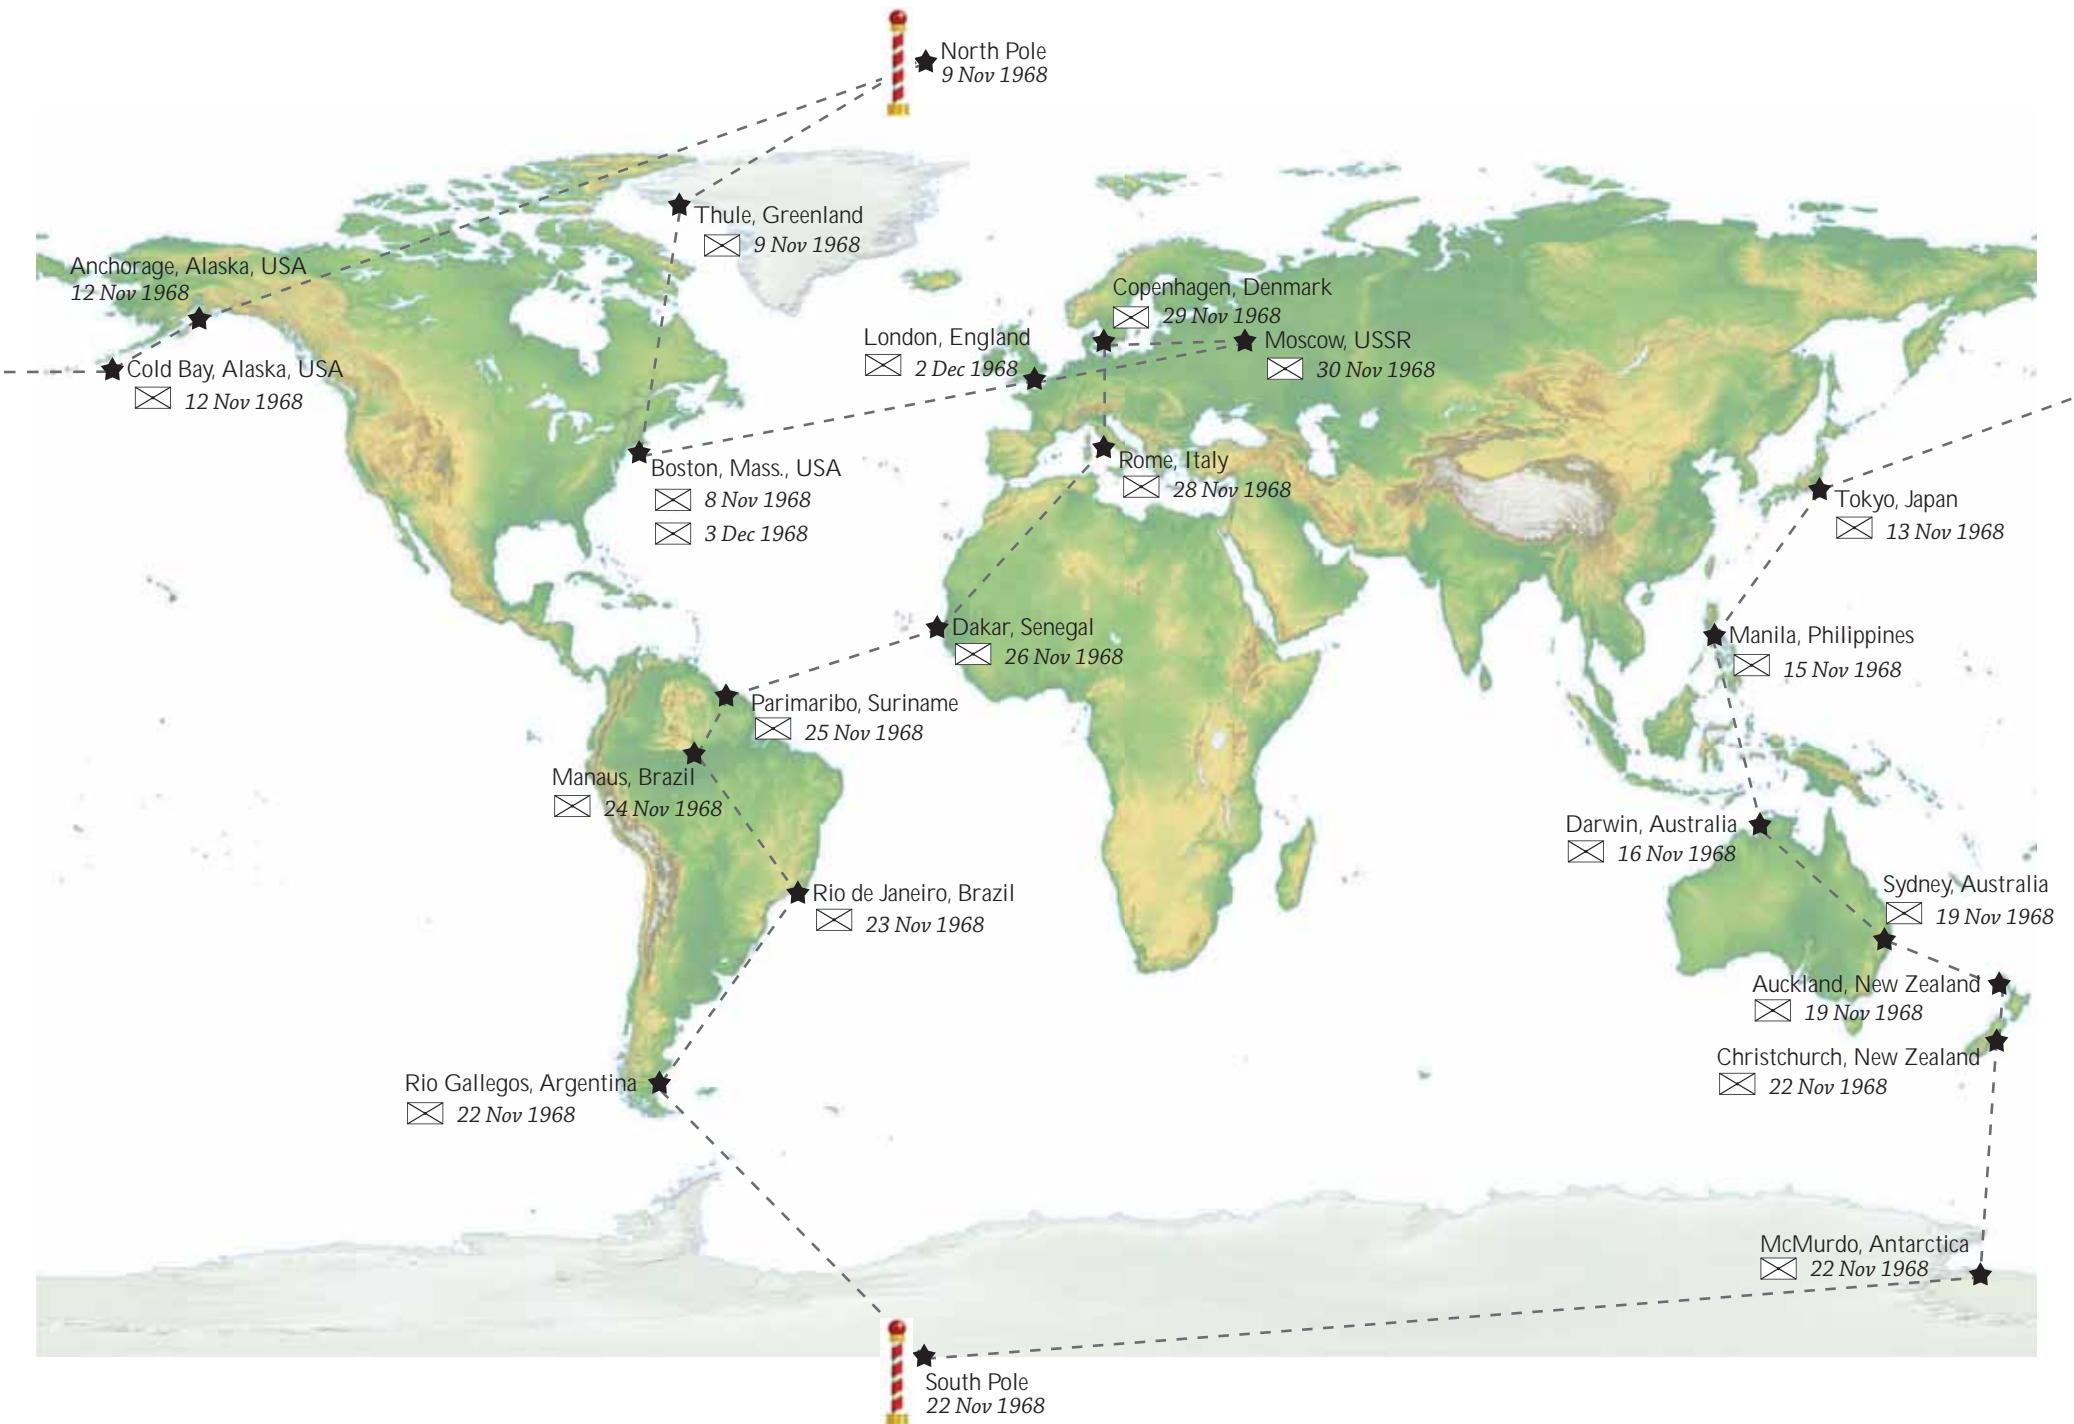 North Pole
9 Nov 1968
Thule, Greenland
9 Nov 1968
Anchorage, Alaska, USA
12 Nov 1968
Cold Bay, Alaska, USA
12 Nov 1968
Copenhagen, Denmark
29 Nov 1968
London, England
2 Dec 1968
Moscow, USSR
30 Nov 1968
Boston, Mass., USA
8 Nov 1968
3 Dec 1968
Rome, Italy
28 Nov 1968
Tokyo, Japan
13 Nov 1968
Dakar, Senegal
26 Nov 1968
Manila, Philippines
15 Nov 1968
Parimaribo, Suriname
25 Nov 1968
Manaus, Brazil
24 Nov 1968
Darwin, Australia
16 Nov 1968
Rio de Janeiro, Brazil
23 Nov 1968
Sydney, Australia
19 Nov 1968
Auckland, New Zealand
19 Nov 1968
Christchurch, New Zealand
22 Nov 1968
Rio Gallegos, Argentina
22 Nov 1968
McMurdo, Antarctica
22 Nov 1968
South Pole
22 Nov 1968